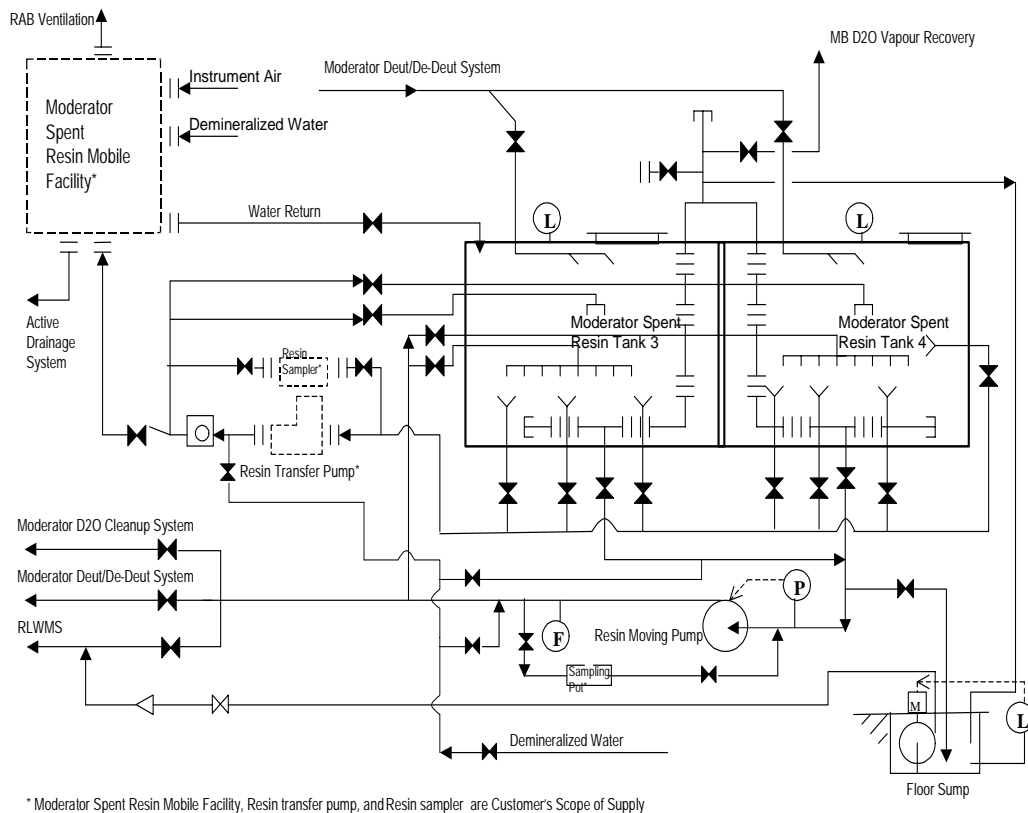 RAB Ventilation
MB D2O Vapour Recovery
Instrument Air
Moderator Deut/De-Deut System
Moderator
Spent
Resin Mobile
Facility*
Demineralized Water
Water Return
L
L
Active
Drainage
System
Moderator Spent
Resin Tank 3
Moderator Spent
Resin Tank 4
Resin
Sampler*
Resin Transfer Pump*
Moderator D2O Cleanup System
Moderator Deut/De-Deut System
RLWMS
P
F
Resin Moving Pump
Sampling
Pot*
M
L
Demineralized Water
Floor Sump
* Moderator Spent Resin Mobile Facility, Resin transfer pump, and Resin sampler are Customer's Scope of Supply